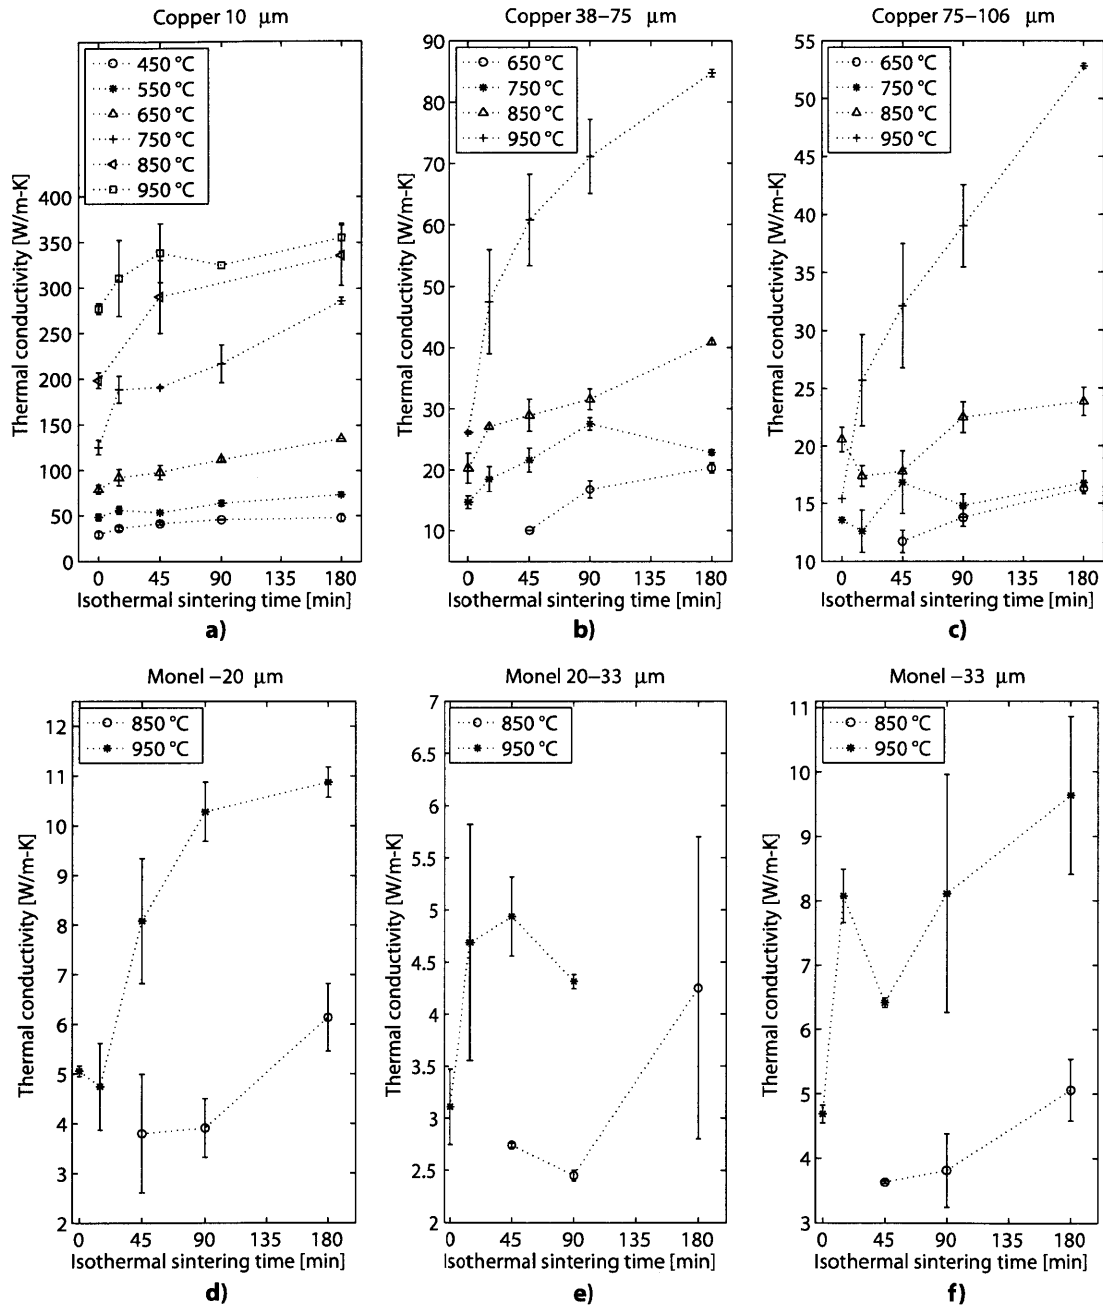 Copper 10 μm
450 °C
550 °C
650 °C
750 °C
850 °C
950 °C
Thermal conductivity [W/m-K]
400
350
300
250
200
150
100
50
0
0 45 90 135 180
Isothermal sintering time [min]
a)
Copper 38–75 μm
650 °C
750 °C
850 °C
950 °C
Thermal conductivity [W/m-K]
90
80
70
60
50
40
30
20
10
0 45 90 135 180
Isothermal sintering time [min]
b)
Copper 75–106 μm
650 °C
750 °C
850 °C
950 °C
Thermal conductivity [W/m-K]
55
50
45
40
35
30
25
20
15
10
0 45 90 135 180
Isothermal sintering time [min]
c)
Monel –20 μm
850 °C
950 °C
Thermal conductivity [W/m-K]
12
11
10
9
8
7
6
5
4
3
2
0 45 90 135 180
Isothermal sintering time [min]
d)
Monel 20–33 μm
850 °C
950 °C
Thermal conductivity [W/m-K]
7
6.5
6
5.5
5
4.5
4
3.5
3
2.5
2
0 45 90 135 180
Isothermal sintering time [min]
e)
Monel –33 μm
850 °C
950 °C
Thermal conductivity [W/m-K]
11
10
9
8
7
6
5
4
3
0 45 90 135 180
Isothermal sintering time [min]
f)